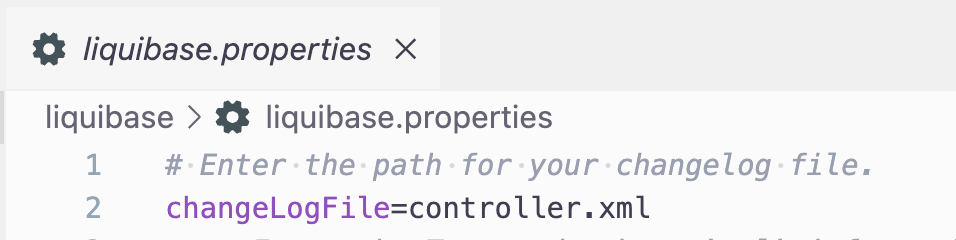 liquibase.properties
liquibase > liquibase.properties
1 # Enter the path for your changelog file.
2 changeLogFile=controller.xml